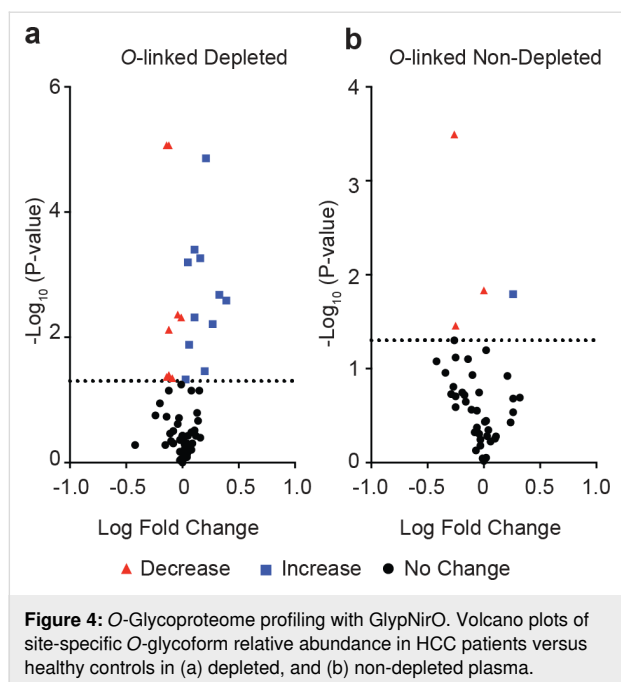 a
O-linked Depleted
6
4
2
0
-Log10 (P-value)
-1.0 -0.5 0 0.5 1.0
Log Fold Change
b
O-linked Non-Depleted
4
3
2
1
0
-Log10 (P-value)
-1.0 -0.5 0 0.5 1.0
Log Fold Change
Decrease Increase No Change
Figure 4: O-Glycoproteome profiling with GlypNirO. Volcano plots of
site-specific O-glycoform relative abundance in HCC patients versus
healthy controls in (a) depleted, and (b) non-depleted plasma.